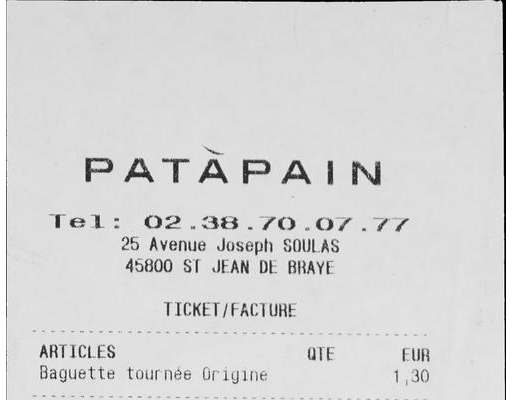 PATÀPAIN
Tel: 02.38.70.07.77
25 Avenue Joseph SOULAS
45800 ST JEAN DE BRAYE
TICKET/FACTURE
ARTICLES QTE EUR
Baguette tournée Origine 1,30